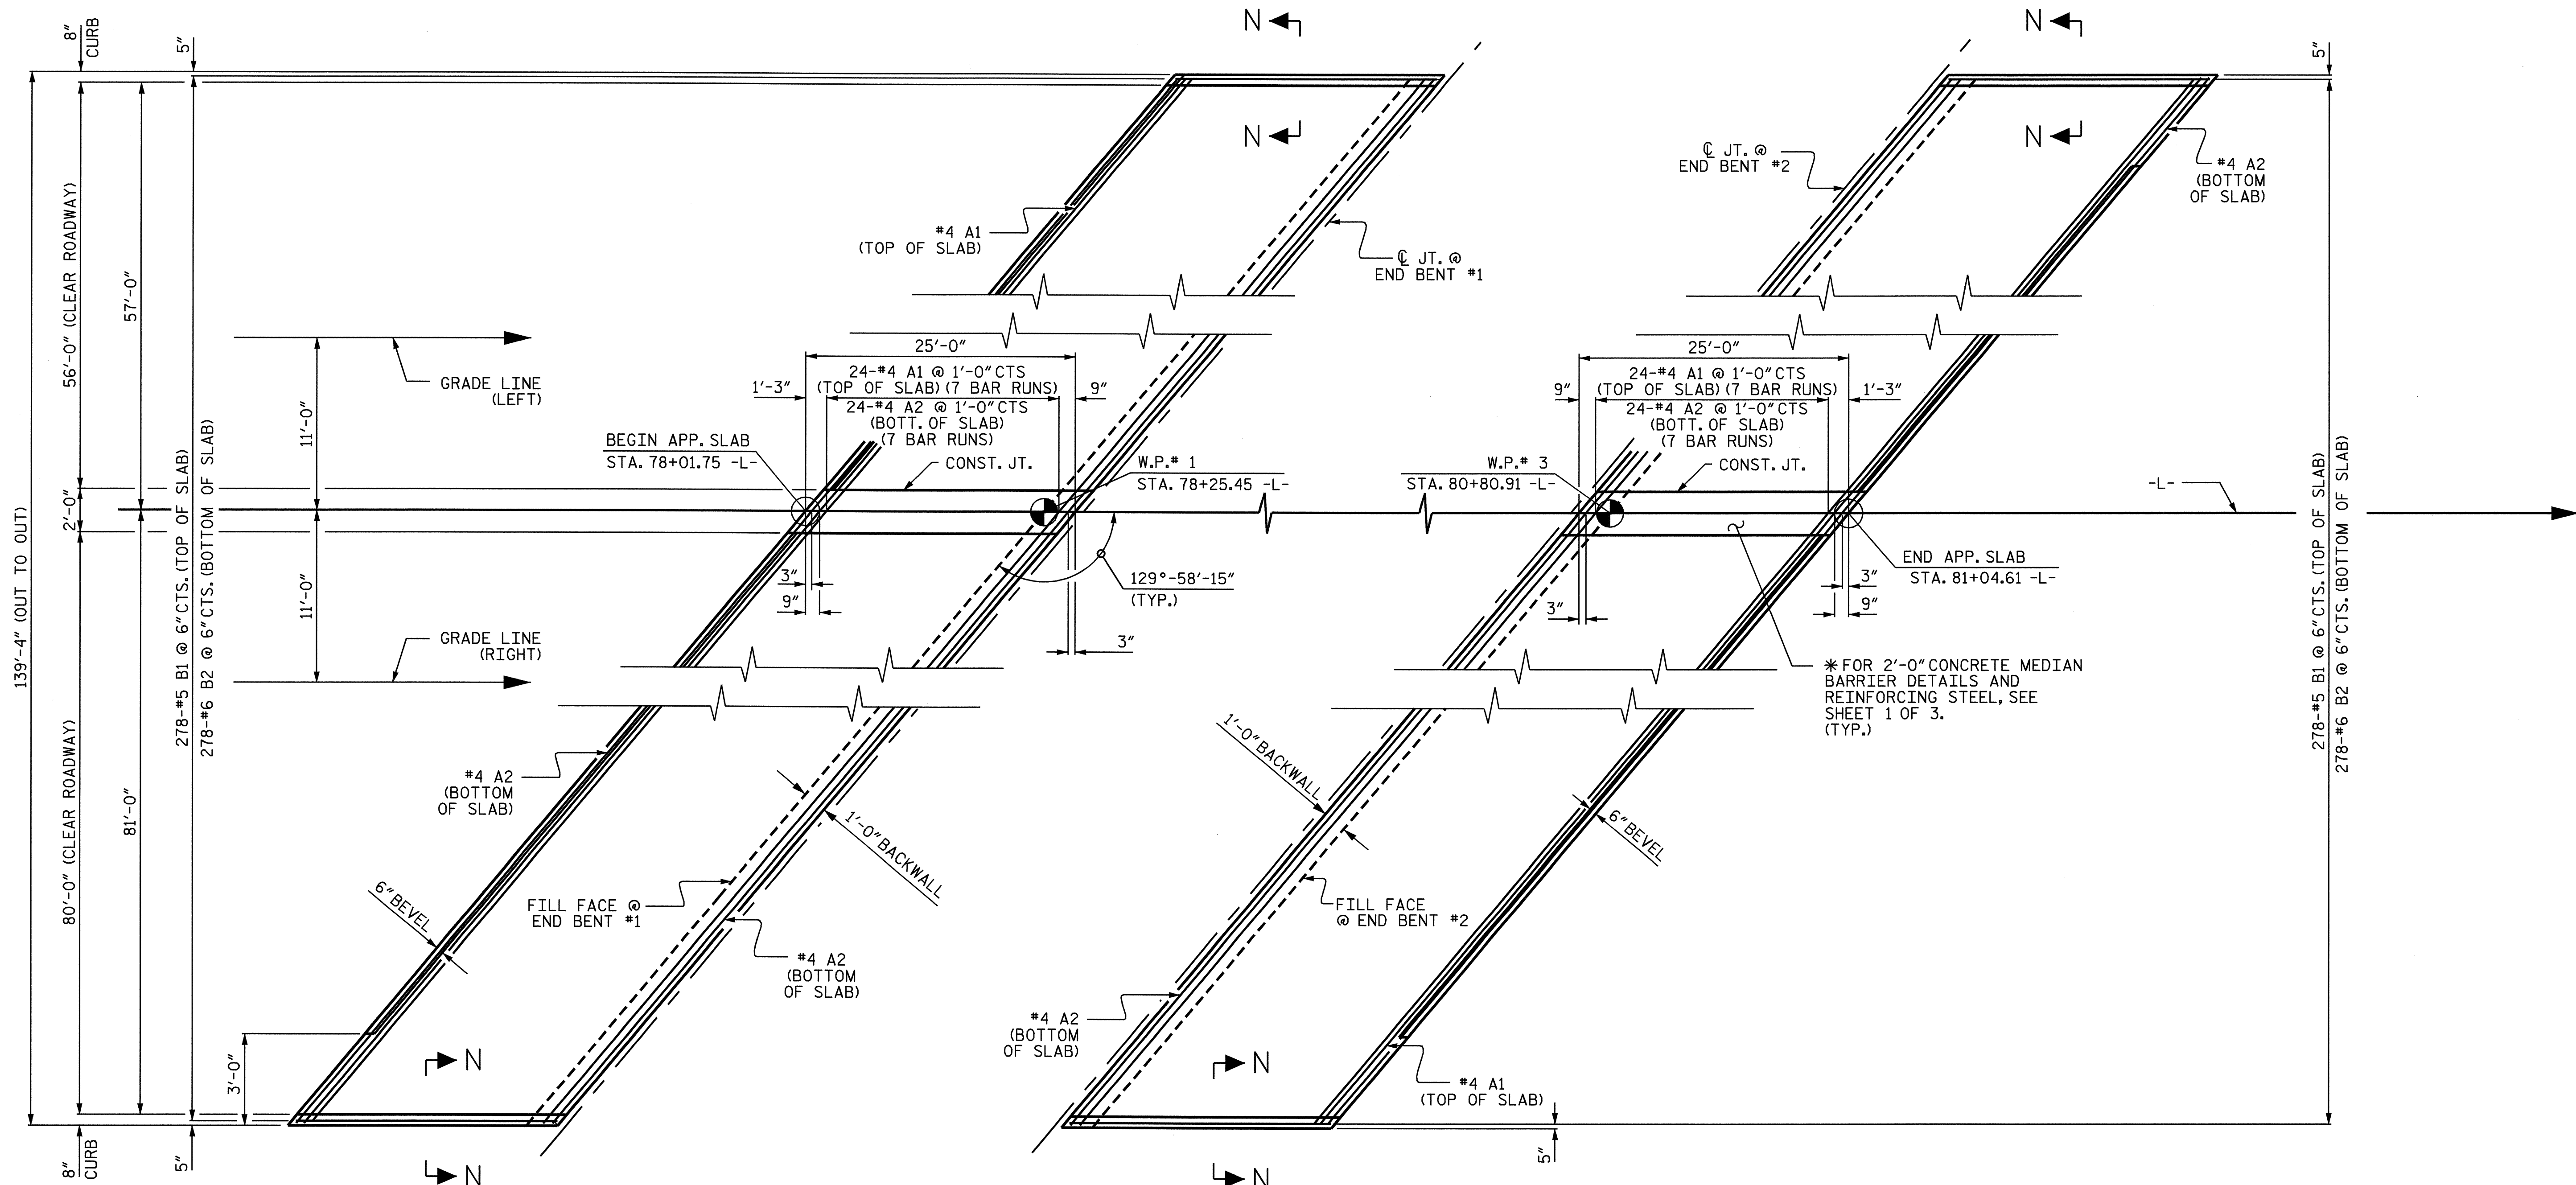 8" CURB
5"
139'-4" (OUT TO OUT)
56'-0" (CLEAR ROADWAY)
57'-0"
2'-0"
80'-0" (CLEAR ROADWAY)
81'-0"
278-#5 B1 @ 6" CTS. (TOP OF SLAB)
278-#6 B2 @ 6" CTS. (BOTTOM OF SLAB)
11'-0"
11'-0"
8" CURB
5"
3'-0"
GRADE LINE
(LEFT)
GRADE LINE
(RIGHT)
N
N
#4 A1
(TOP OF SLAB)
℄ JT. @
END BENT #1
25'-0"
24-#4 A1 @ 1'-0" CTS
(TOP OF SLAB) (7 BAR RUNS)
24-#4 A2 @ 1'-0" CTS
(BOTT. OF SLAB)
(7 BAR RUNS)
1'-3"
9"
BEGIN APP. SLAB
STA. 78+01.75 -L-
CONST. JT.
W.P.# 1
STA. 78+25.45 -L-
3"
9"
129°-58'-15"
(TYP.)
3"
#4 A2
(BOTTOM
OF SLAB)
1'-0" BACKWALL
6" BEVEL
FILL FACE @
END BENT #1
#4 A2
(BOTTOM
OF SLAB)
N
N
N
N
℄ JT. @
END BENT #2
#4 A2
(BOTTOM
OF SLAB)
5"
25'-0"
24-#4 A1 @ 1'-0" CTS
(TOP OF SLAB) (7 BAR RUNS)
24-#4 A2 @ 1'-0" CTS
(BOTT. OF SLAB)
(7 BAR RUNS)
9"
1'-3"
W.P.# 3
STA. 80+80.91 -L-
CONST. JT.
-L-
END APP. SLAB
STA. 81+04.61 -L-
3"
3"
9"
*FOR 2'-0" CONCRETE MEDIAN
BARRIER DETAILS AND
REINFORCING STEEL, SEE
SHEET 1 OF 3.
(TYP.)
1'-0" BACKWALL
6" BEVEL
FILL FACE
@ END BENT #2
#4 A2
(BOTTOM
OF SLAB)
#4 A1
(TOP OF SLAB)
N
N
5"
278-#5 B1 @ 6" CTS. (TOP OF SLAB)
278-#6 B2 @ 6" CTS. (BOTTOM OF SLAB)